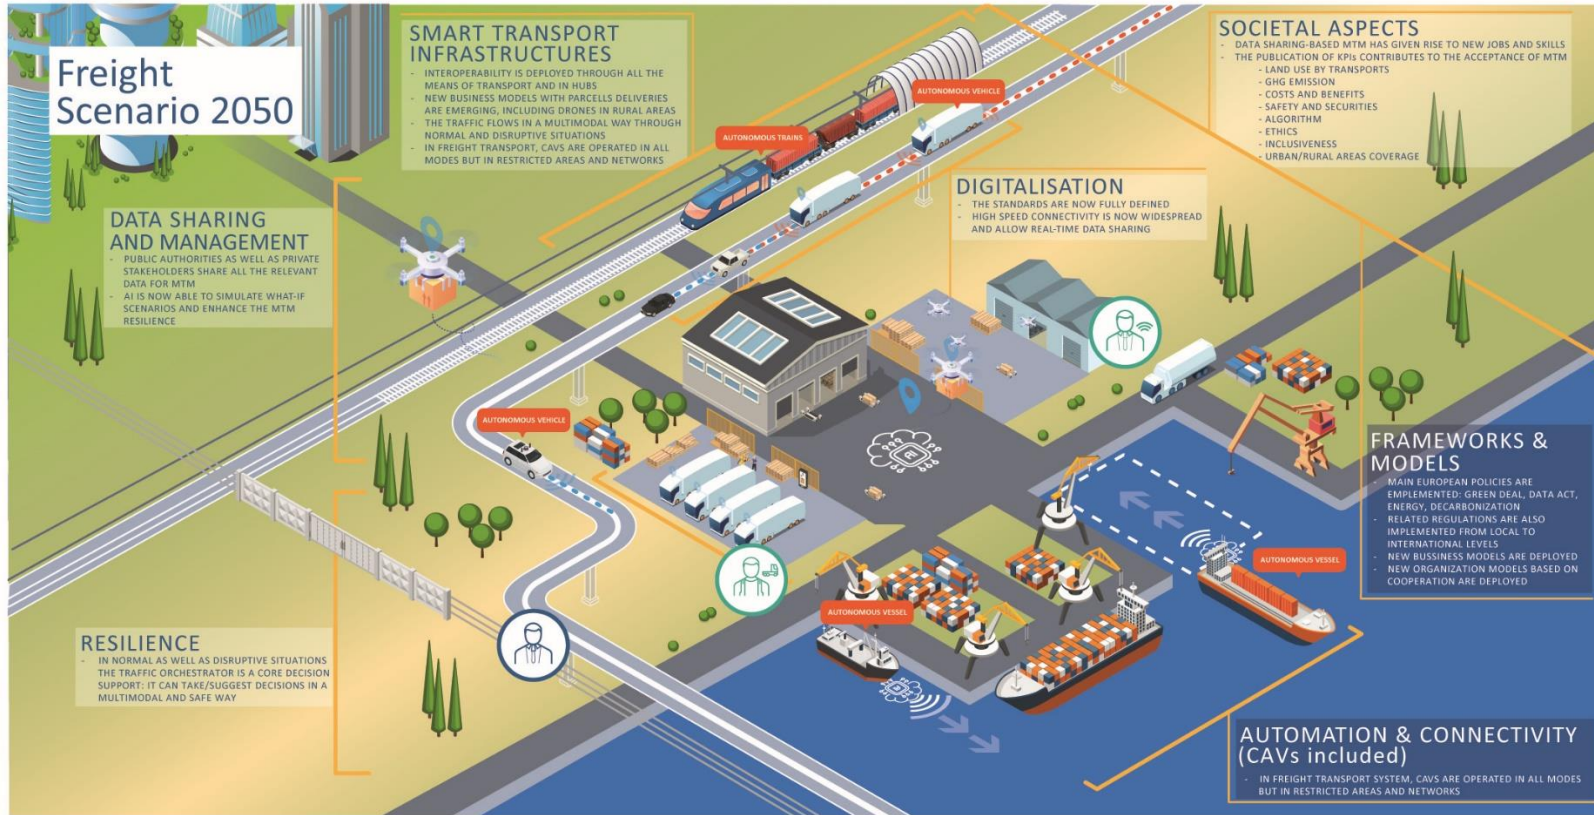 Freight
Scenario 2050
SMART TRANSPORT
INFRASTRUCTURES
- INTEROPERABILITY IS DEPLOYED THROUGH ALL THE
MEANS OF TRANSPORT AND IN HUBS
- NEW BUSINESS MODELS WITH PARCELLS DELIVERIES
ARE EMERGING, INCLUDING DRONES IN RURAL AREAS
- THE TRAFFIC FLOWS IN A MULTIMODAL WAY THROUGH
NORMAL AND DISRUPTIVE SITUATIONS
- IN FREIGHT TRANSPORT, CAVS ARE OPERATED IN ALL
MODES BUT IN RESTRICTED AREAS AND NETWORKS
SOCIETAL ASPECTS
- DATA SHARING-BASED MTM HAS GIVEN RISE TO NEW JOBS AND SKILLS
- THE PUBLICATION OF KPIs CONTRIBUTES TO THE ACCEPTANCE OF MTM
- LAND USE BY TRANSPORTS
- GHG EMISSION
- COSTS AND BENEFITS
- SAFETY AND SECURITIES
- ALGORITHM
- ETHICS
- INCLUSIVENESS
- URBAN/RURAL AREAS COVERAGE
AUTONOMOUS VEHICLE
AUTONOMOUS TRAINS
DATA SHARING
AND MANAGEMENT
- PUBLIC AUTHORITIES AS WELL AS PRIVATE
STAKEHOLDERS SHARE ALL THE RELEVANT
DATA FOR MTM
- AI IS NOW ABLE TO SIMULATE WHAT-IF
SCENARIOS AND ENHANCE THE MTM
RESILIENCE
DIGITALISATION
- THE STANDARDS ARE NOW FULLY DEFINED
- HIGH SPEED CONNECTIVITY IS NOW WIDESPREAD
AND ALLOW REAL-TIME DATA SHARING
AUTONOMOUS VEHICLE
AI
FRAMEWORKS &
MODELS
- MAIN EUROPEAN POLICIES ARE
EMPLEMENTED: GREEN DEAL, DATA ACT,
ENERGY, DECARBONIZATION
- RELATED REGULATIONS ARE ALSO
IMPLEMENTED FROM LOCAL TO
INTERNATIONAL LEVELS
- NEW BUSSINESS MODELS ARE DEPLOYED
- NEW ORGANIZATION MODELS BASED ON
COOPERATION ARE DEPLOYED
AUTONOMOUS VESSEL
AUTONOMOUS VESSEL
RESILIENCE
- IN NORMAL AS WELL AS DISRUPTIVE SITUATIONS
THE TRAFFIC ORCHESTRATOR IS A CORE DECISION
SUPPORT: IT CAN TAKE/SUGGEST DECISIONS IN A
MULTIMODAL AND SAFE WAY
AUTOMATION & CONNECTIVITY
(CAVs included)
- IN FREIGHT TRANSPORT SYSTEM, CAVS ARE OPERATED IN ALL MODES
BUT IN RESTRICTED AREAS AND NETWORKS